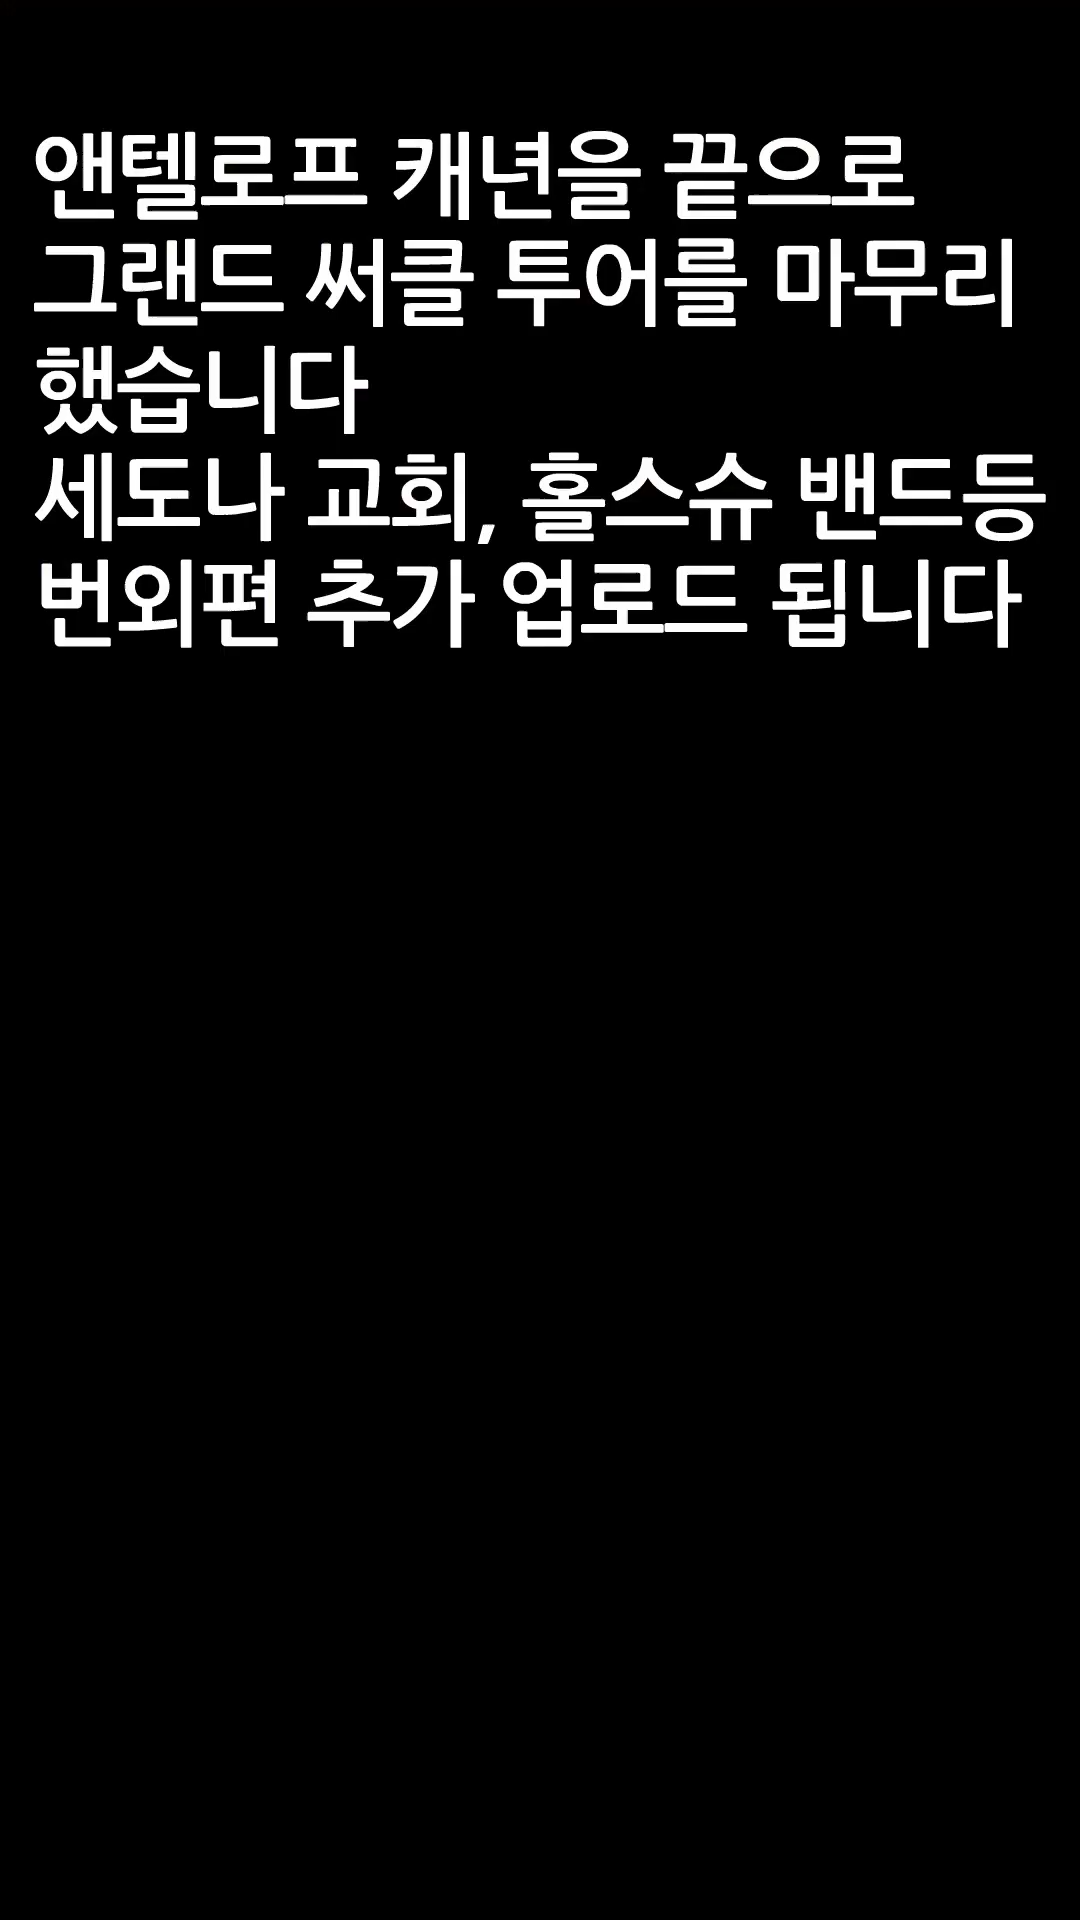 앤텔로프 캐년을 끝으로
그랜드 써클 투어를 마무리
했습니다
세도나 교회, 홀스슈 밴드등
번외편 추가 업로드 됩니다